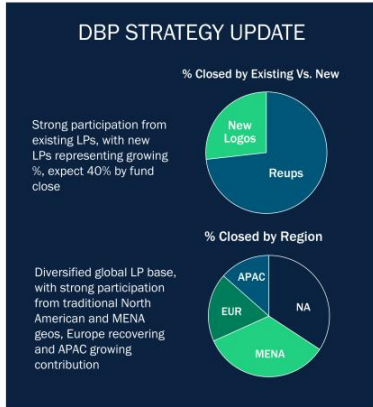 DBP STRATEGY UPDATE
% Closed by Existing Vs. New
Strong participation from
existing LPs, with new
LPs representing growing
%, expect 40% by fund
close
New
Logos
Reups
% Closed by Region
Diversified global LP base,
with strong participation
from traditional North
American and MENA
geos, Europe recovering
and APAC growing
contribution
APAC
NA
EUR
MENA